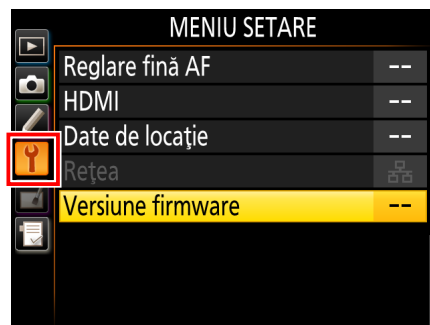 MENIU SETARE
Reglare fină AF --
HDMI --
Date de locaţie --
Reţea
Versiune firmware --